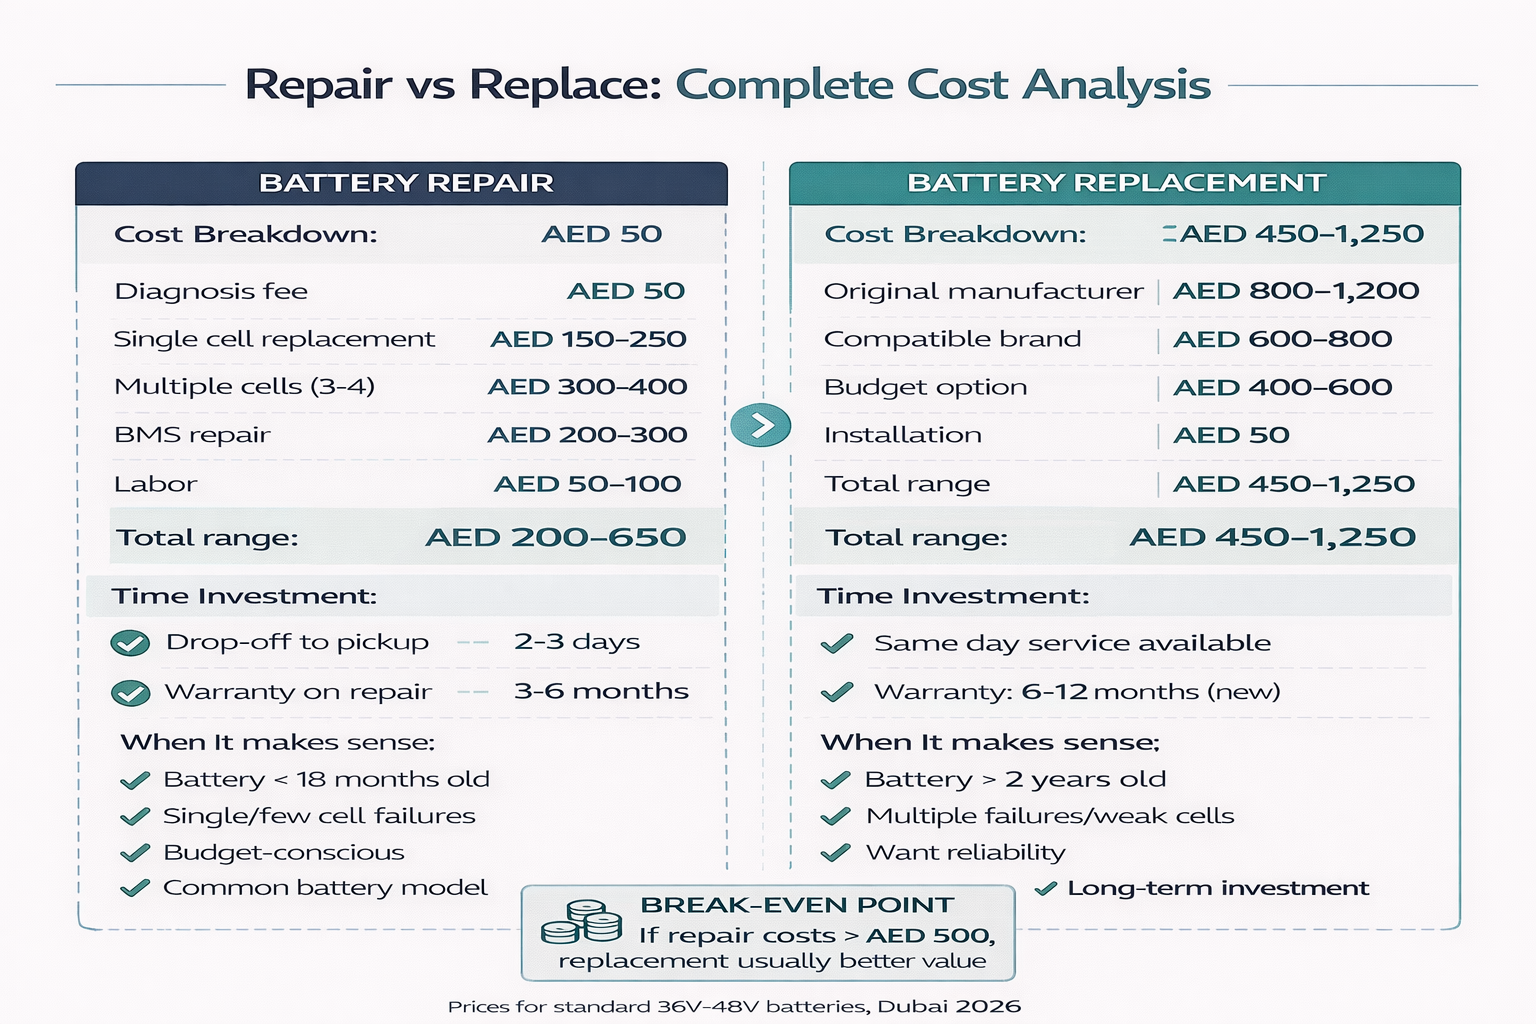 Repair vs Replace: Complete Cost Analysis
BATTERY REPAIR
Cost Breakdown: AED 50
Diagnosis fee AED 50
Single cell replacement AED 150–250
Multiple cells (3-4) AED 300–400
BMS repair AED 200–300
Labor AED 50–100
Total range: AED 200–650
Time Investment:
Drop-off to pickup -- 2-3 days
Warranty on repair -- 3-6 months
When It makes sense:
Battery < 18 months old
Single/few cell failures
Budget-conscious
Common battery model
BATTERY REPLACEMENT
Cost Breakdown: =AED 450–1,250
Original manufacturer | AED 800–1,200
Compatible brand | AED 600–800
Budget option | AED 400–600
Installation | AED 50
Total range | AED 450–1,250
Total range: AED 450–1,250
Time Investment:
Same day service available
Warranty: 6-12 months (new)
When It makes sense;
Battery > 2 years old
Multiple failures/weak cells
Want reliability
Long-term investment
BREAK-EVEN POINT
If repair costs > AED 500,
replacement usually better value
Prices for standard 36V-48V batteries, Dubai 2026